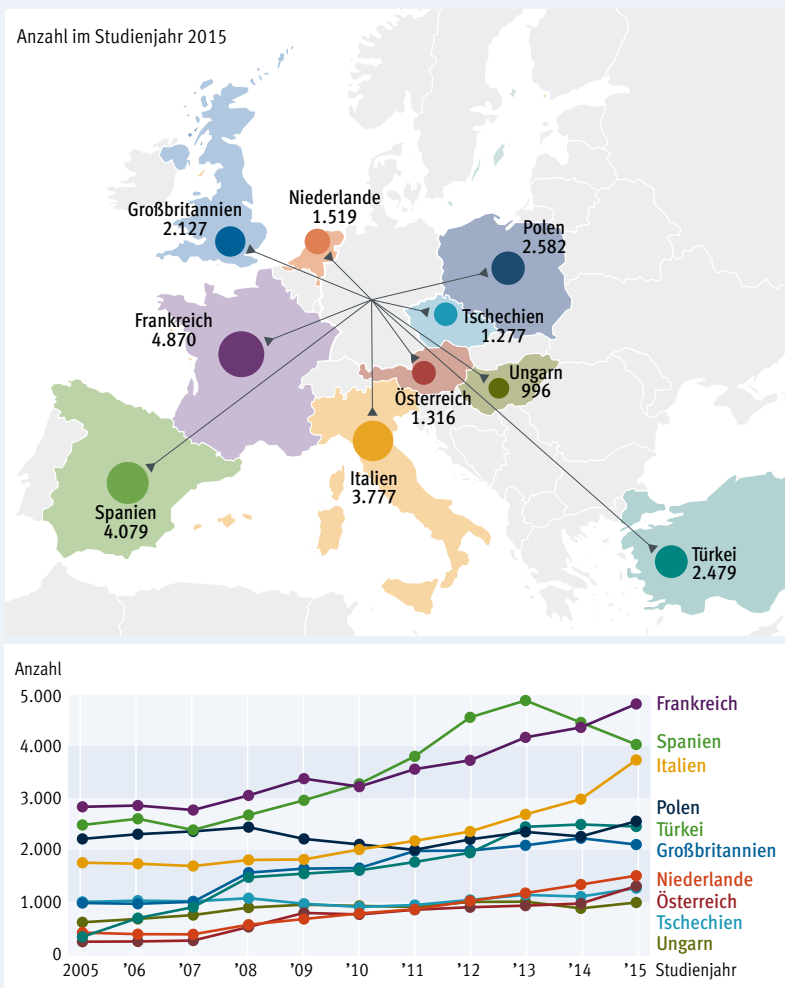 Anzahl im Studienjahr 2015
Großbritannien
2.127
Niederlande
1.519
Polen
2.582
Frankreich
4.870
Tschechien
1.277
Österreich
1.316
Ungarn
996
Italien
3.777
Spanien
4.079
Türkei
2.479
Anzahl
5.000
4.000
3.000
2.000
1.000
0
2005 '06 '07 '08 '09 '10 '11 '12 '13 '14 '15 Studienjahr
Frankreich
Spanien
Italien
Polen
Türkei
Großbritannien
Niederlande
Österreich
Tschechien
Ungarn